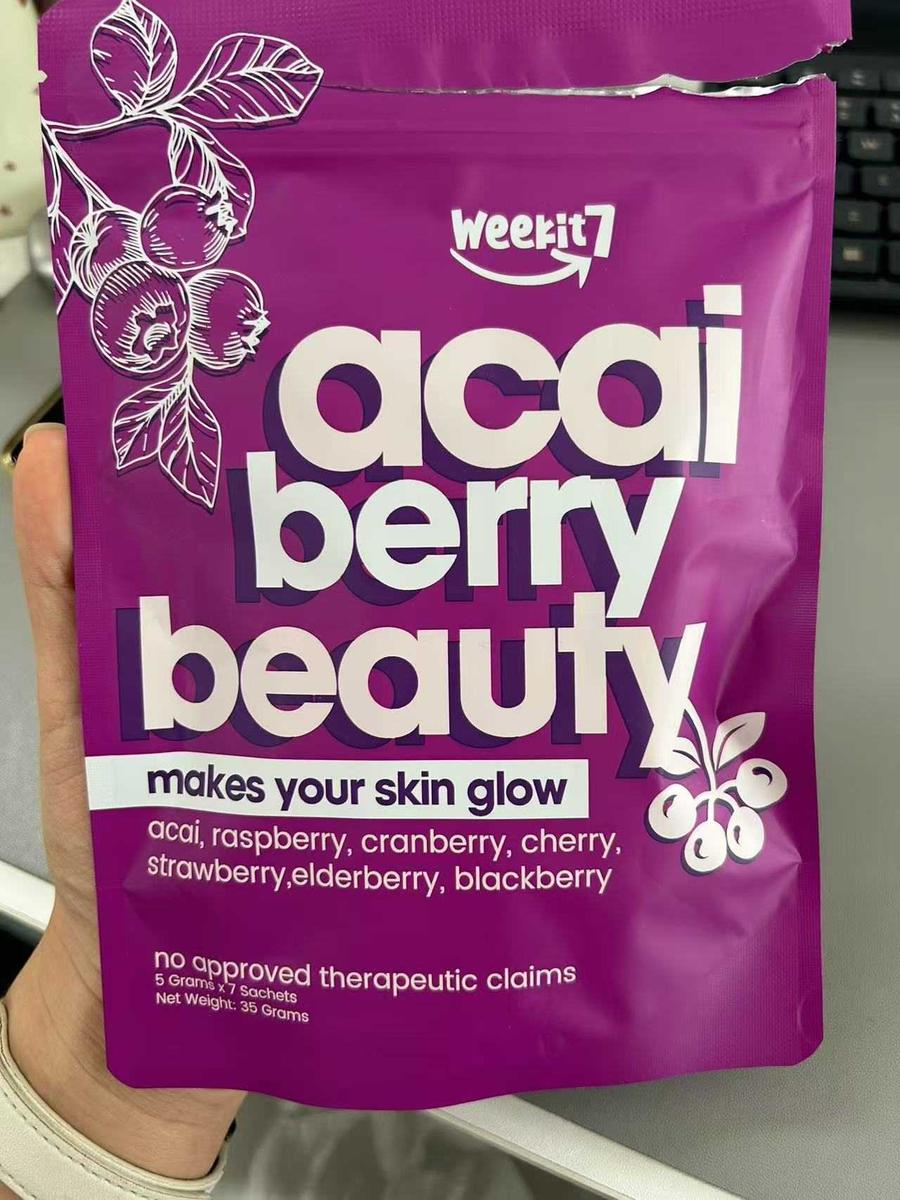 Weekit7
acai
berry
beauty
makes your skin glow
acai, raspberry, cranberry, cherry,
strawberry,elderberry, blackberry
no approved therapeutic claims
5 Grams x 7 Sachets
Net Weight: 35 Grams